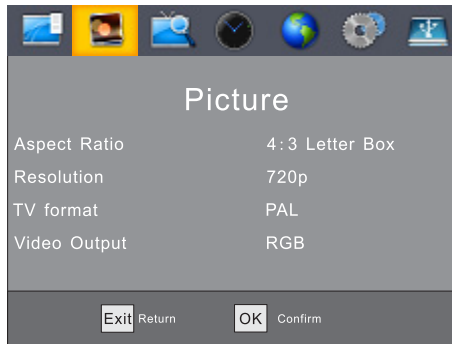 Picture
Aspect Ratio 4:3 Letter Box
Resolution 720p
TV format PAL
Video Output RGB
Exit Return OK Confirm